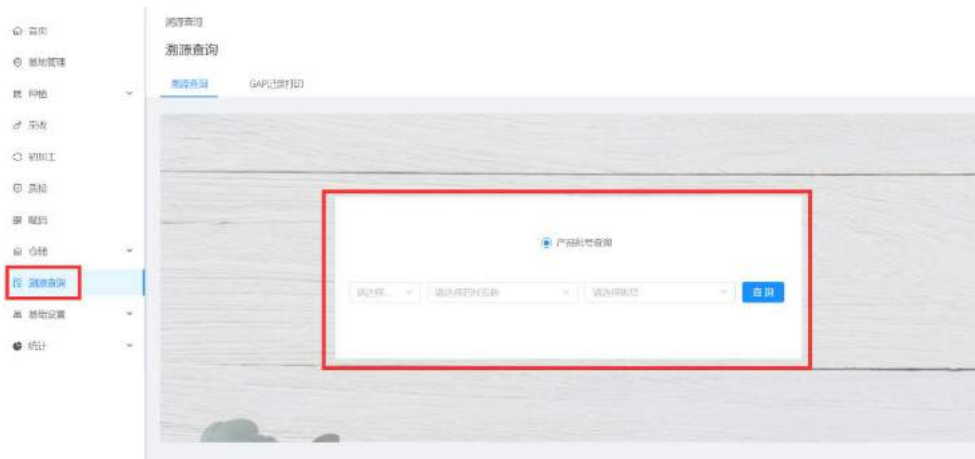 首页
基地管理
种植
采收
初加工
质检
赋码
仓储
溯源查询
基础设置
统计
溯源查询
溯源查询
溯源查询
GAP记录打印
产品批号查询
请选择...
请选择药材名称
请选择批号
查询